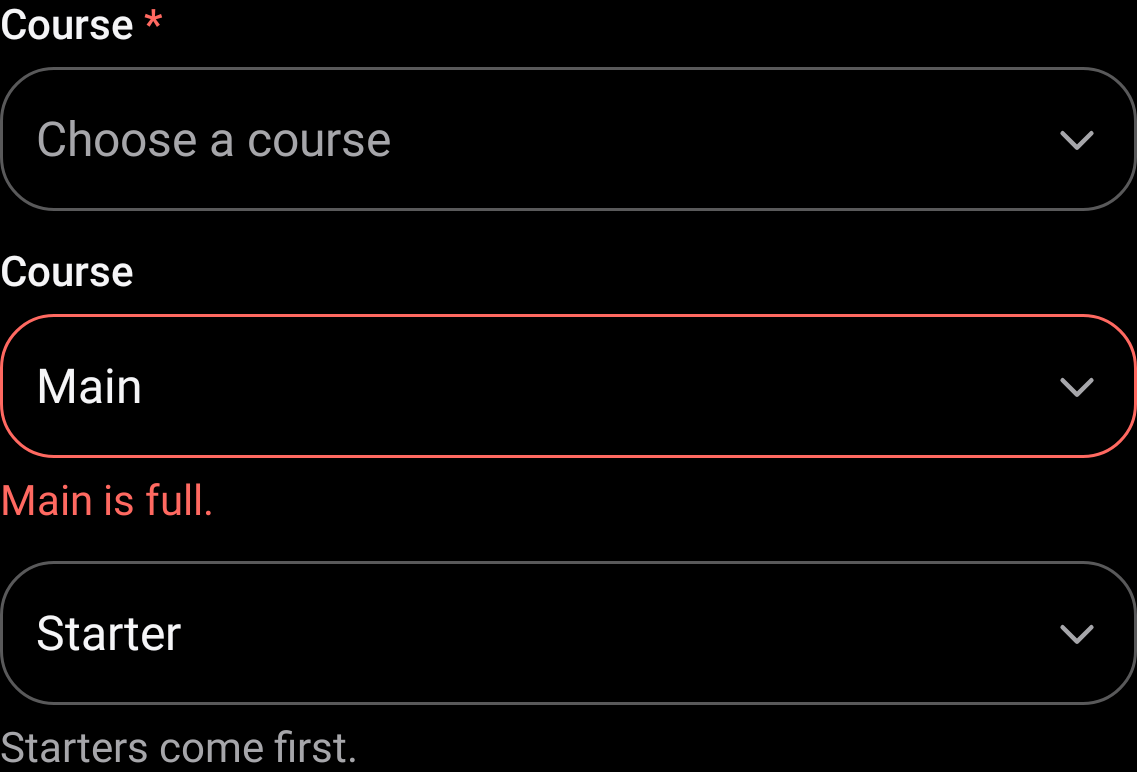 Course *
Choose a course
Course
Main
Main is full.
Starter
Starters come first.